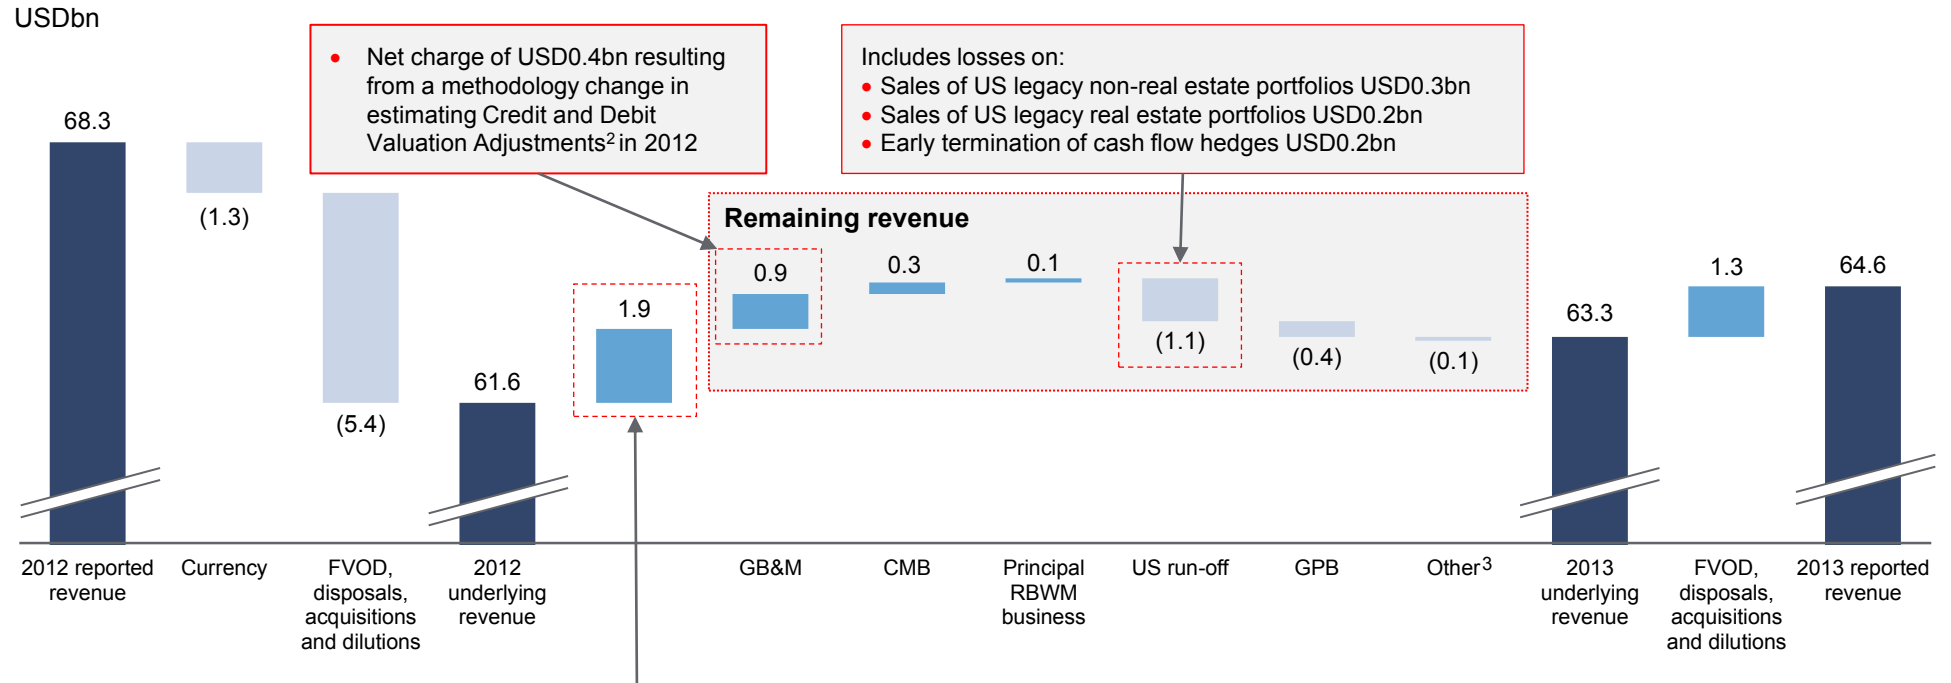 USDbn
• Net charge of USD0.4bn resulting
from a methodology change in
estimating Credit and Debit
Valuation Adjustments2 in 2012
Includes losses on:
• Sales of US legacy non-real estate portfolios USD0.3bn
• Sales of US legacy real estate portfolios USD0.2bn
• Early termination of cash flow hedges USD0.2bn
68.3
(1.3)
(5.4)
61.6
1.9
Remaining revenue
0.9
0.3
0.1
(1.1)
(0.4)
(0.1)
63.3
1.3
64.6
2012 reported
revenue
Currency
FVOD,
disposals,
acquisitions
and dilutions
2012
underlying
revenue
GB&M
CMB
Principal
RBWM
business
US run-off
GPB
Other3
2013
underlying
revenue
FVOD,
disposals,
acquisitions
and dilutions
2013 reported
revenue